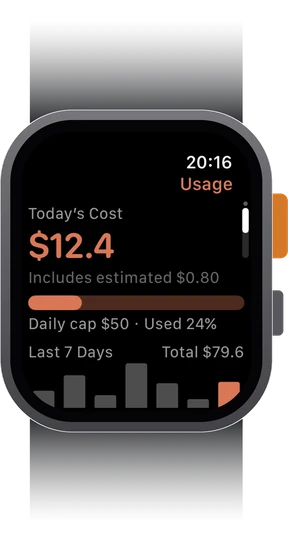 20:16
Usage
Today's Cost
$12.4
Includes estimated $0.80
Daily cap $50 · Used 24%
Last 7 Days Total $79.6